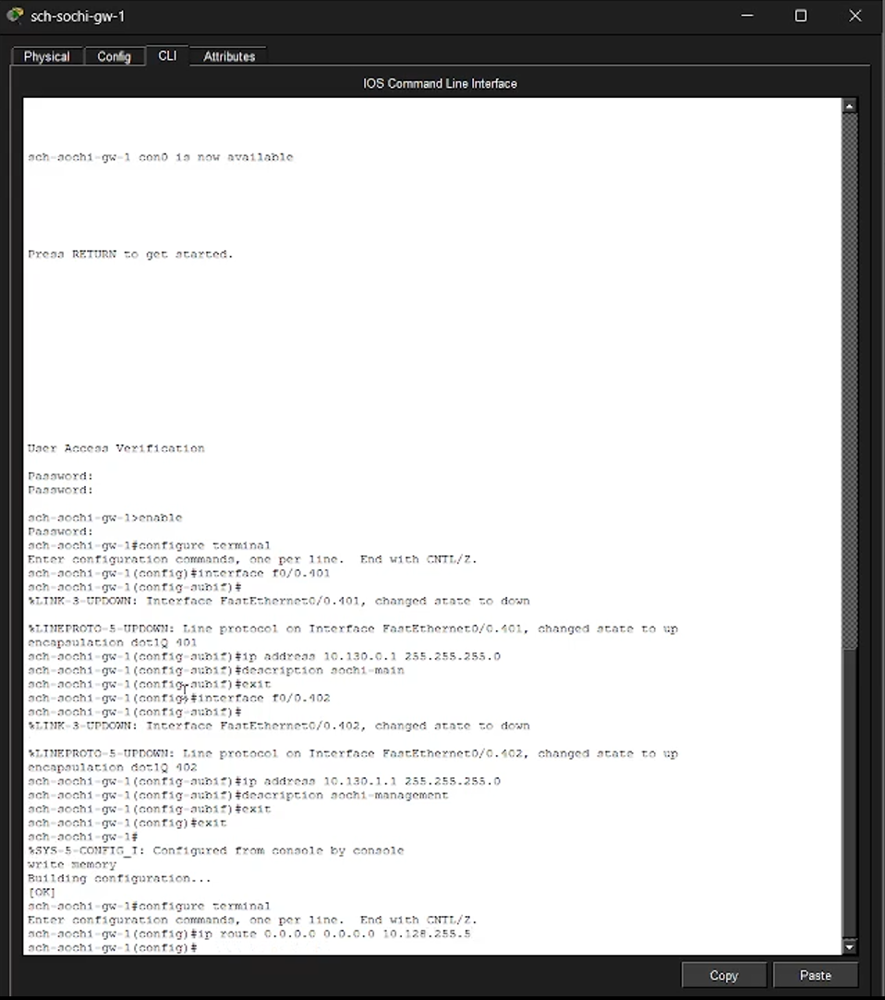 sch-sochi-gw-1
Physical
Config
CLI
Attributes
IOS Command Line Interface
sch-sochi-gw-1 con0 is now available
Press RETURN to get started.
User Access Verification
Password:
Password:
sch-sochi-gw-1>enable
Password:
sch-sochi-gw-1#configure terminal
Enter configuration commands, one per line.  End with CNTL/Z.
sch-sochi-gw-1(config)#interface f0/0.401
sch-sochi-gw-1(config-subif)#
%LINK-3-UPDOWN: Interface FastEthernet0/0.401, changed state to down
%LINEPROTO-5-UPDOWN: Line protocol on Interface FastEthernet0/0.401, changed state to up
encapsulation dot1Q 401
sch-sochi-gw-1(config-subif)#ip address 10.130.0.1 255.255.255.0
sch-sochi-gw-1(config-subif)#description sochi-main
sch-sochi-gw-1(config-subif)#exit
sch-sochi-gw-1(config)#interface f0/0.402
sch-sochi-gw-1(config-subif)#
%LINK-3-UPDOWN: Interface FastEthernet0/0.402, changed state to down
%LINEPROTO-5-UPDOWN: Line protocol on Interface FastEthernet0/0.402, changed state to up
encapsulation dot1Q 402
sch-sochi-gw-1(config-subif)#ip address 10.130.1.1 255.255.255.0
sch-sochi-gw-1(config-subif)#description sochi-management
sch-sochi-gw-1(config-subif)#exit
sch-sochi-gw-1(config)#exit
sch-sochi-gw-1#
%SYS-5-CONFIG_I: Configured from console by console
write memory
Building configuration...
[OK]
sch-sochi-gw-1#configure terminal
Enter configuration commands, one per line.  End with CNTL/Z.
sch-sochi-gw-1(config)#ip route 0.0.0.0 0.0.0.0 10.128.255.5
sch-sochi-gw-1(config)#
Copy
Paste